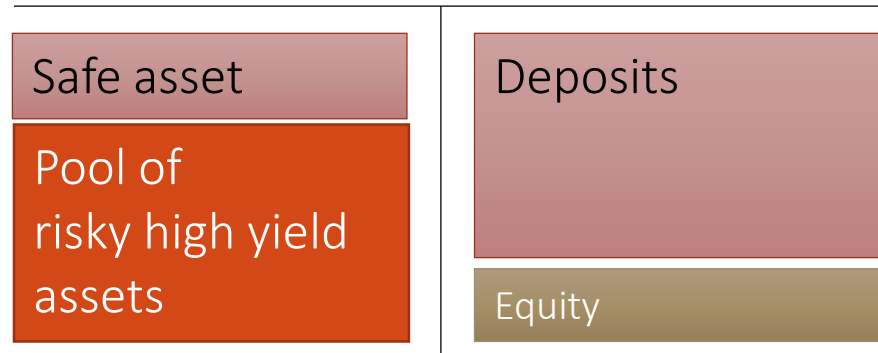 Safe asset
Pool of
risky high yield
assets
Deposits
Equity